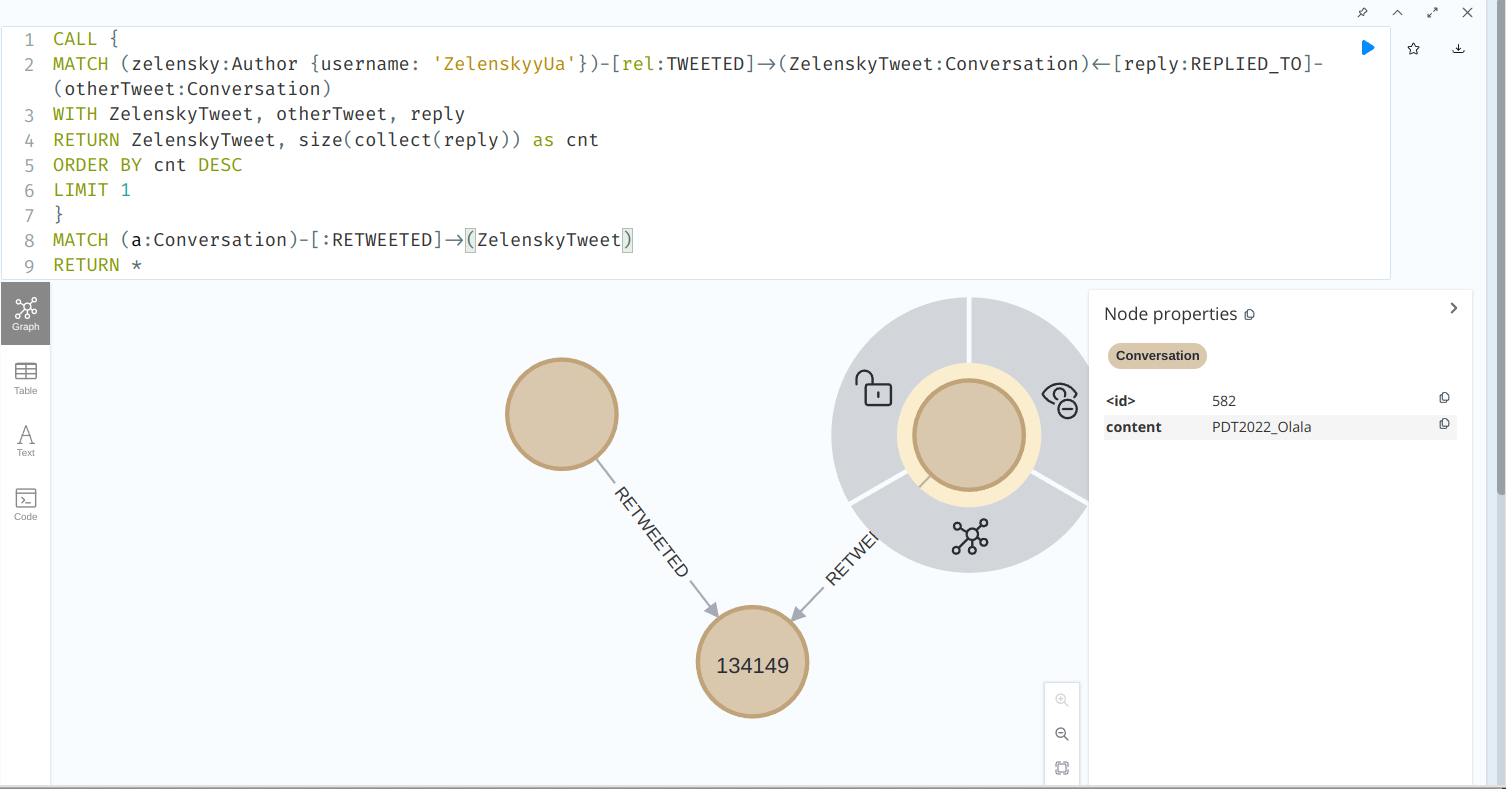 1 CALL {
2 MATCH (zelensky:Author {username: 'ZelenskyyUa'})-[rel:TWEETED]->(ZelenskyTweet:Conversation)<-[reply:REPLIED_TO]-
(otherTweet:Conversation)
3 WITH ZelenskyTweet, otherTweet, reply
4 RETURN ZelenskyTweet, size(collect(reply)) as cnt
5 ORDER BY cnt DESC
6 LIMIT 1
7 }
8 MATCH (a:Conversation)-[:RETWEETED]->(ZelenskyTweet)
9 RETURN *
Graph
Table
Text
Code
RETWEETED
RETWEE
134149
Node properties
Conversation
<id> 582
content PDT2022_Olala